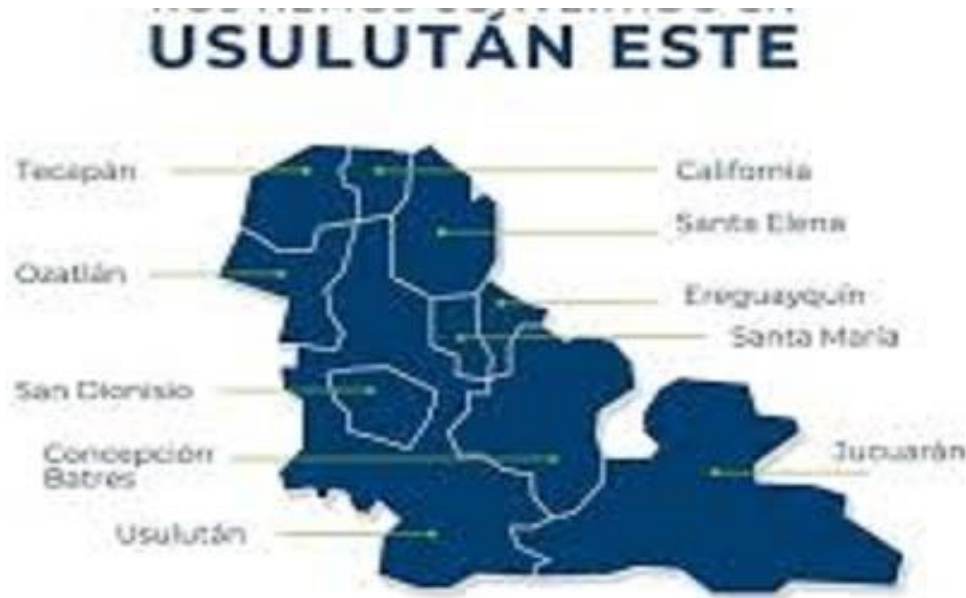 USULUTÁN ESTE
Tecapán
California
Santa Elena
Ozatlán
Ereguayquín
Santa María
San Dionisio
Concepción
Batres
Jucuarán
Usulután